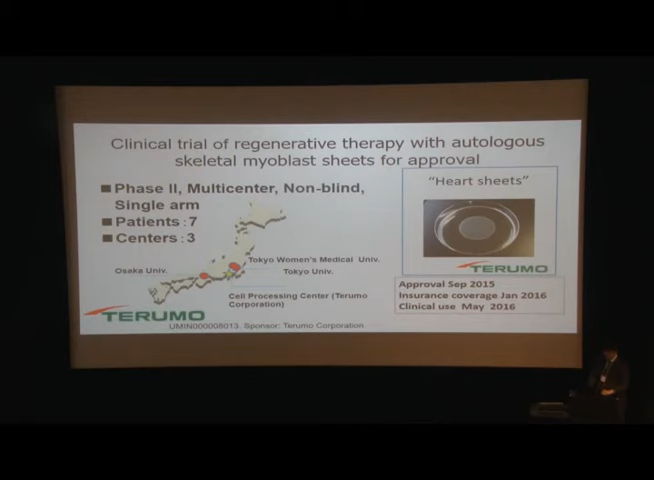 Clinical trial of regenerative therapy with autologous
skeletal myoblast sheets for approval
■ Phase II, Multicenter, Non-blind,
Single arm
■ Patients : 7
■ Centers : 3
Osaka Univ.
Tokyo Women's Medical Univ.
Tokyo Univ.
Cell Processing Center (Terumo
Corporation)
TERUMO
UMIN000008013 Sponsor: Terumo Corporation
"Heart sheets"
TERUMO
Approval Sep 2015
Insurance coverage Jan 2016
Clinical use May 2016